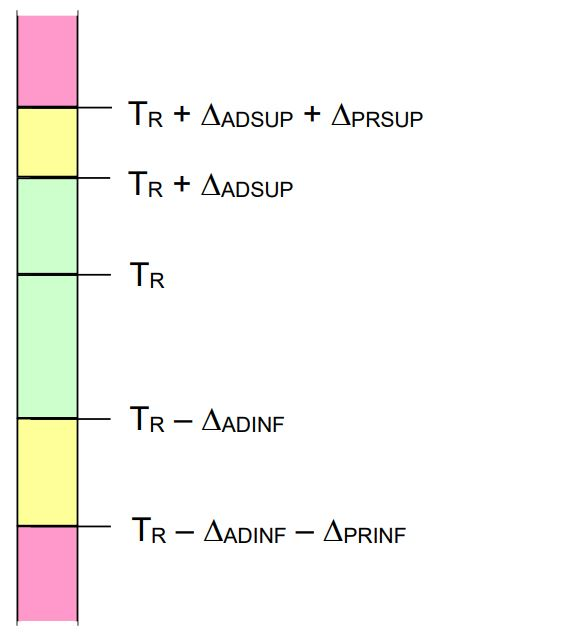 TR + ΔADSUP + ΔPRSUP
TR + ΔADSUP
TR
TR – ΔADINF
TR – ΔADINF – ΔPRINF